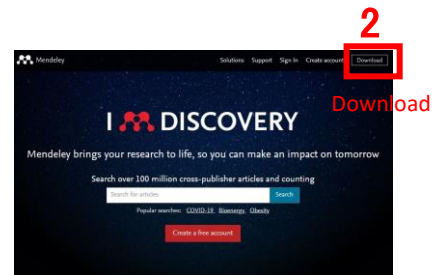 2
Mendeley Solutions Support Sign In Create account Download
Download
I DISCOVERY
Mendeley brings your research to life, so you can make an impact on tomorrow
Search over 100 million cross-publisher articles and counting
Search for articles Search
Popular searches: COVID-19 Bioenergy Obesity
Create a free account